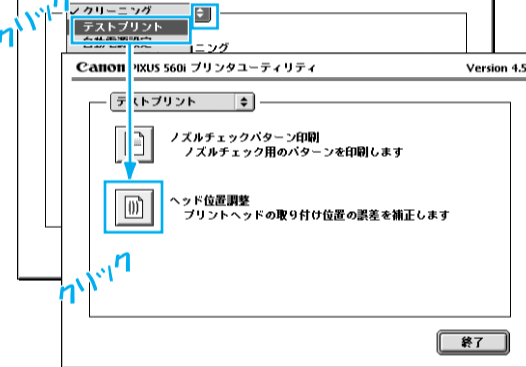 クリーニング
クリック
テストプリント
ニング
Canon PIXUS 560i プリンタユーティリティ Version 4.5
テストプリント
ノズルチェックパターン印刷
ノズルチェック用のパターンを印刷します
ヘッド位置調整
プリントヘッドの取り付け位置の誤差を補正します
クリック
終了